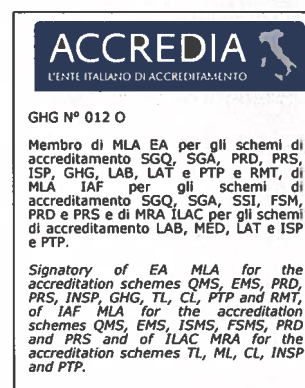 ACCREDIA
L'ENTE ITALIANO DI ACCREDITAMENTO
GHG N° 012 O
Membro di MLA EA per gli schemi di
accreditamento SGQ, SGA, PRD, PRS,
ISP, GHG, LAB, LAT e PTP e RMT, di
MLA IAF per gli schemi di
accreditamento SGQ, SGA, SSI, FSM,
PRD e PRS e di MRA ILAC per gli schemi
di accreditamento LAB, MED, LAT e ISP
e PTP.
Signatory of EA MLA for the
accreditation schemes QMS, EMS, PRD,
PRS, INSP, GHG, TL, CL, PTP and RMT,
of IAF MLA for the accreditation
schemes QMS, EMS, ISMS, FSMS, PRD
and PRS and of ILAC MRA for the
accreditation schemes TL, ML, CL, INSP
and PTP.